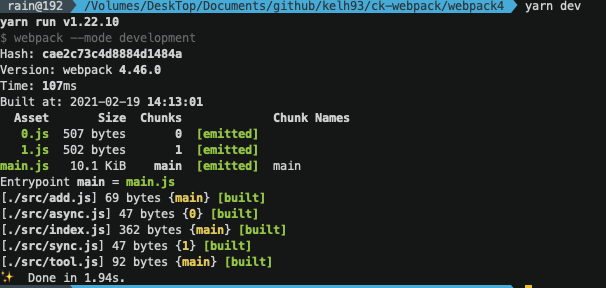 rain@192 /Volumes/DeskTop/Documents/github/kelh93/ck-webpack/webpack4 yarn dev
yarn run v1.22.10
$ webpack --mode development
Hash: cae2c73c4d8884d1484a
Version: webpack 4.46.0
Time: 107ms
Built at: 2021-02-19 14:13:01
Asset Size Chunks Chunk Names
0.js 507 bytes 0 [emitted]
1.js 502 bytes 1 [emitted]
main.js 10.1 KiB main [emitted] main
Entrypoint main = main.js
[./src/add.js] 69 bytes {main} [built]
[./src/async.js] 47 bytes {0} [built]
[./src/index.js] 362 bytes {main} [built]
[./src/sync.js] 47 bytes {1} [built]
[./src/tool.js] 92 bytes {main} [built]
✨ Done in 1.94s.